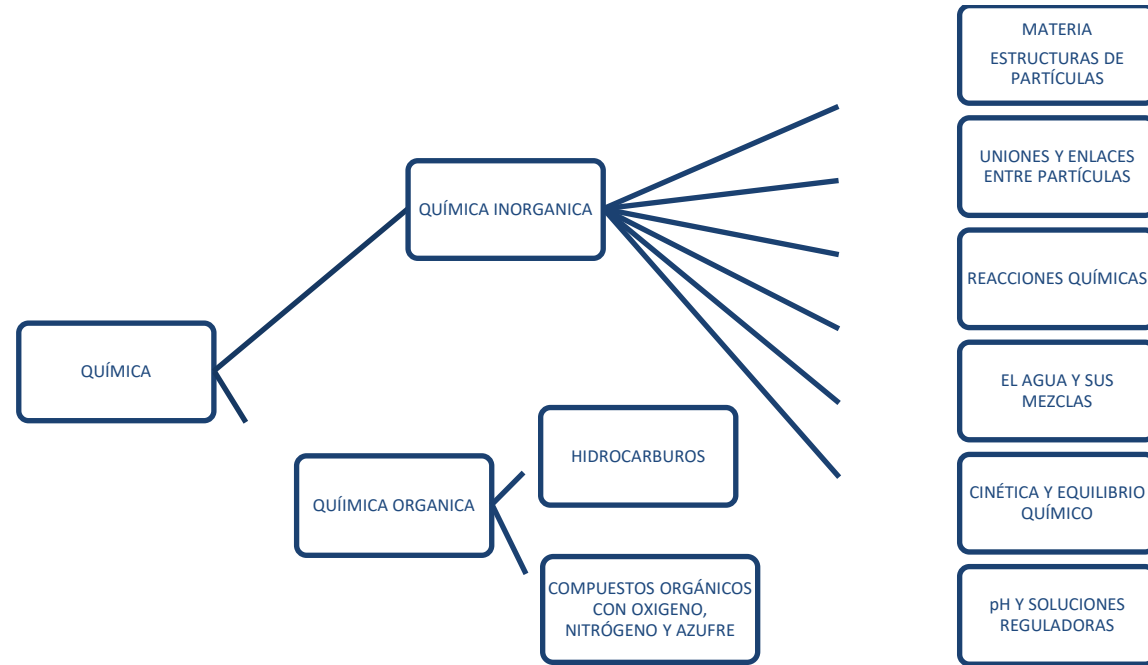 QUÍMICA
QUÍMICA INORGANICA
MATERIA
ESTRUCTURAS DE
PARTÍCULAS
UNIONES Y ENLACES
ENTRE PARTÍCULAS
REACCIONES QUÍMICAS
EL AGUA Y SUS
MEZCLAS
CINÉTICA Y EQUILIBRIO
QUÍMICO
pH Y SOLUCIONES
REGULADORAS
QUÍIMICA ORGANICA
HIDROCARBUROS
COMPUESTOS ORGÁNICOS
CON OXIGENO,
NITRÓGENO Y AZUFRE